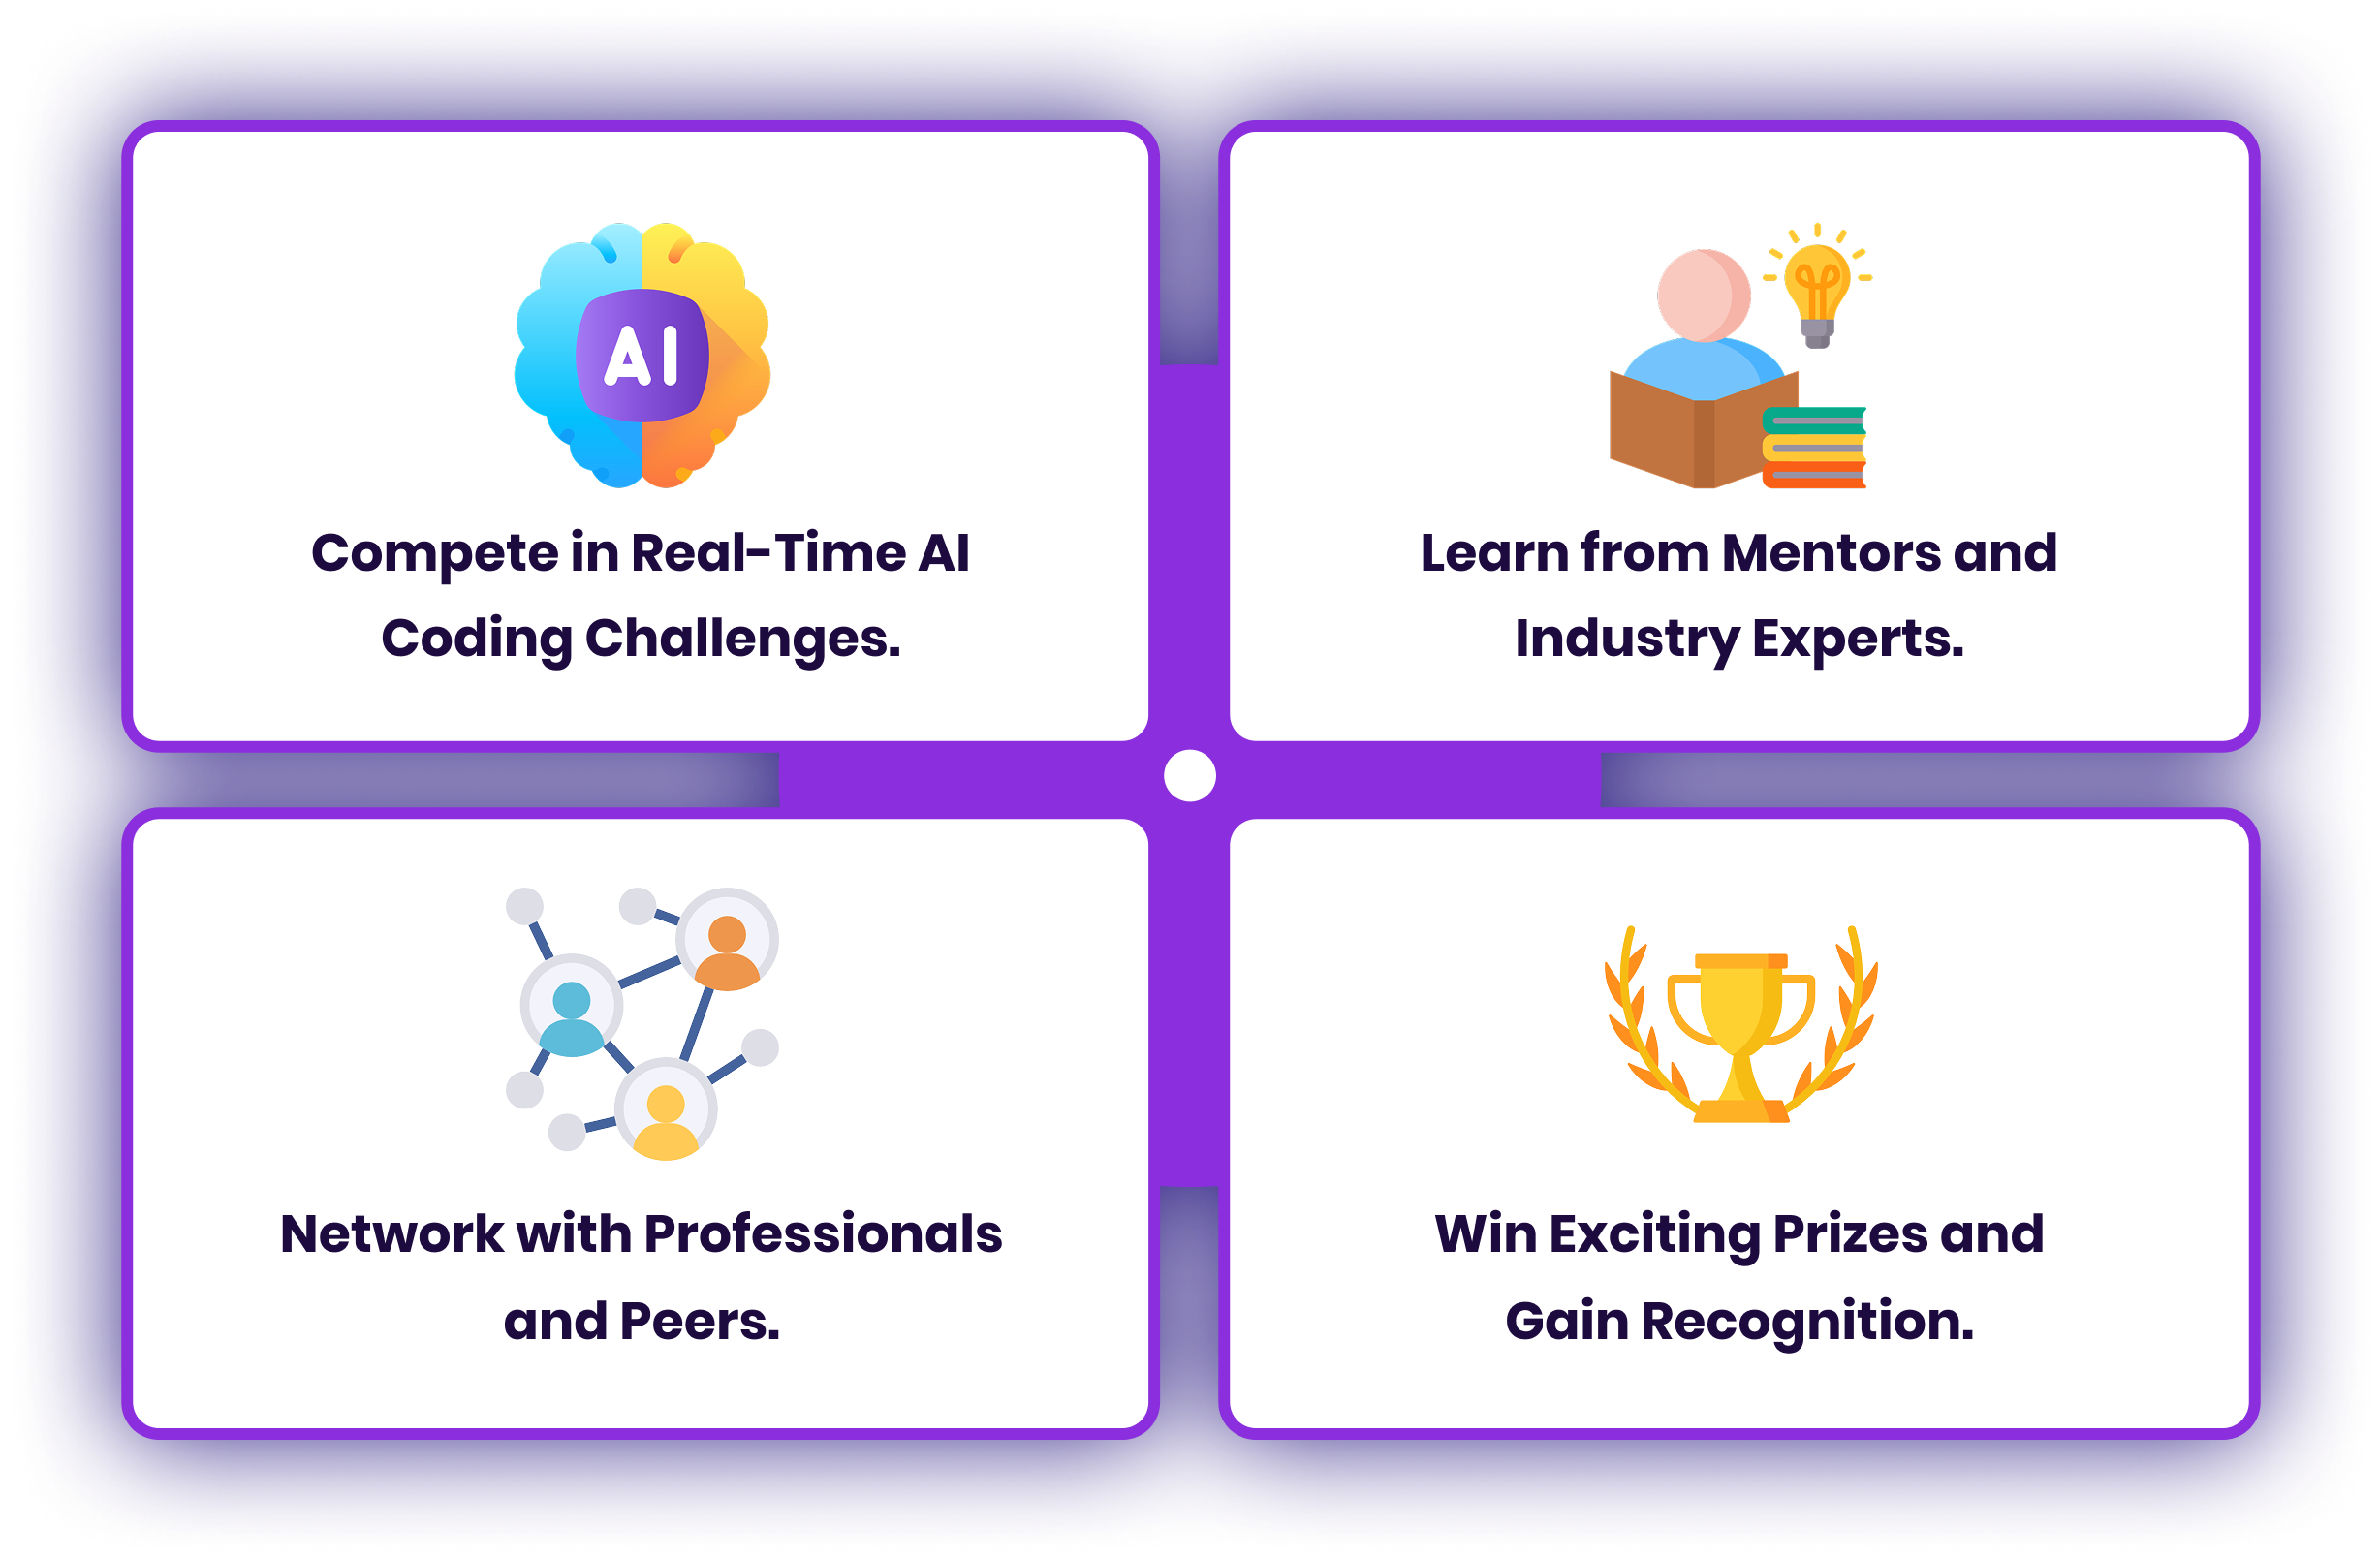 AI
Compete in Real-Time AI
Coding Challenges.
Learn from Mentors and
Industry Experts.
Network with Professionals
and Peers.
Win Exciting Prizes and
Gain Recognition.